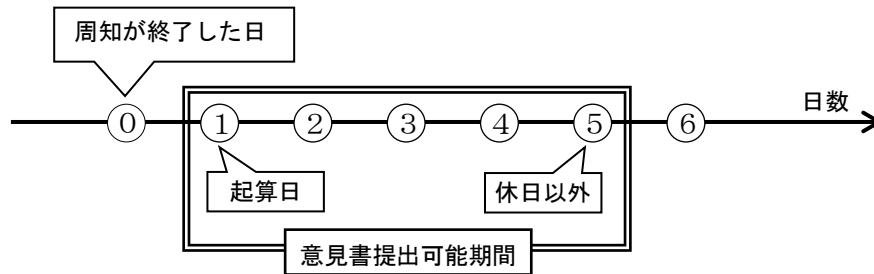 周知が終了した日
日数
0 1 2 3 4 5 6
起算日
休日以外
意見書提出可能期間